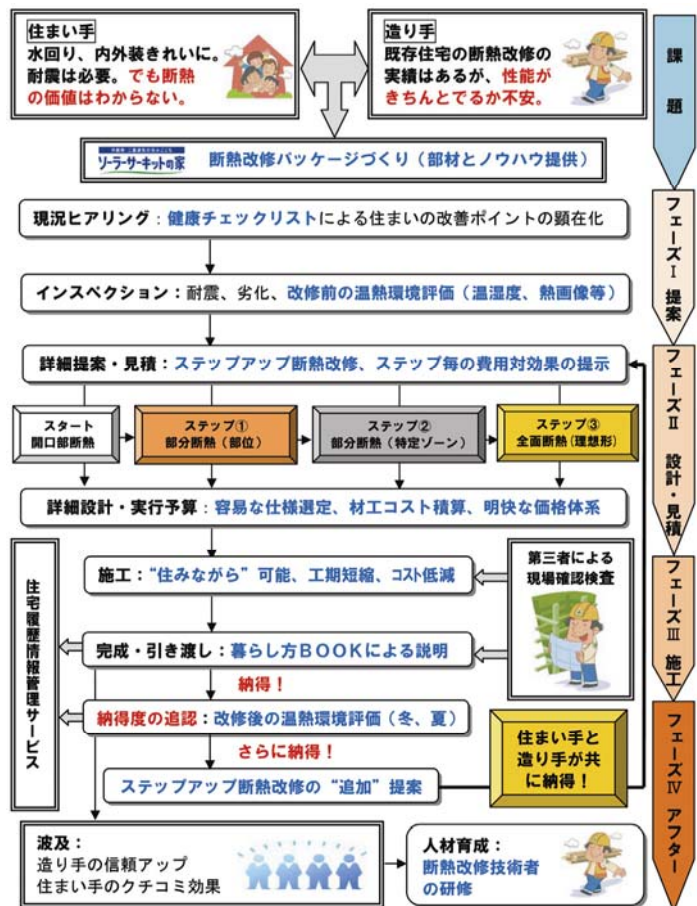 住まい手
水回り、内外装きれいに。
耐震は必要。でも断熱
の価値はわからない。
造り手
既存住宅の断熱改修の
実績はあるが、性能が
きちんとでるか不安。
課題
ソーラーサーキットの家
断熱改修パッケージづくり（部材とノウハウ提供）
フェーズⅠ 提案
現況ヒアリング：健康チェックリストによる住まいの改善ポイントの顕在化
インスペクション：耐震、劣化、改修前の温熱環境評価（温湿度、熱画像等）
フェーズⅡ 設計・見積
詳細提案・見積：ステップアップ断熱改修、ステップ毎の費用対効果の提示
スタート
開口部断熱
ステップ①
部分断熱（部位）
ステップ②
部分断熱（特定ゾーン）
ステップ③
全面断熱(理想形)
詳細設計・実行予算：容易な仕様選定、材工コスト積算、明快な価格体系
フェーズⅢ 施工
施工：“住みながら”可能、工期短縮、コスト低減
第三者による
現場確認検査
住宅履歴情報管理サービス
完成・引き渡し：暮らし方BOOKによる説明
納得！
フェーズⅣ アフター
納得度の追認：改修後の温熱環境評価（冬、夏）
さらに納得！
ステップアップ断熱改修の“追加”提案
住まい手と
造り手が共
に納得！
波及：
造り手の信頼アップ
住まい手のクチコミ効果
人材育成：
断熱改修技術者
の研修